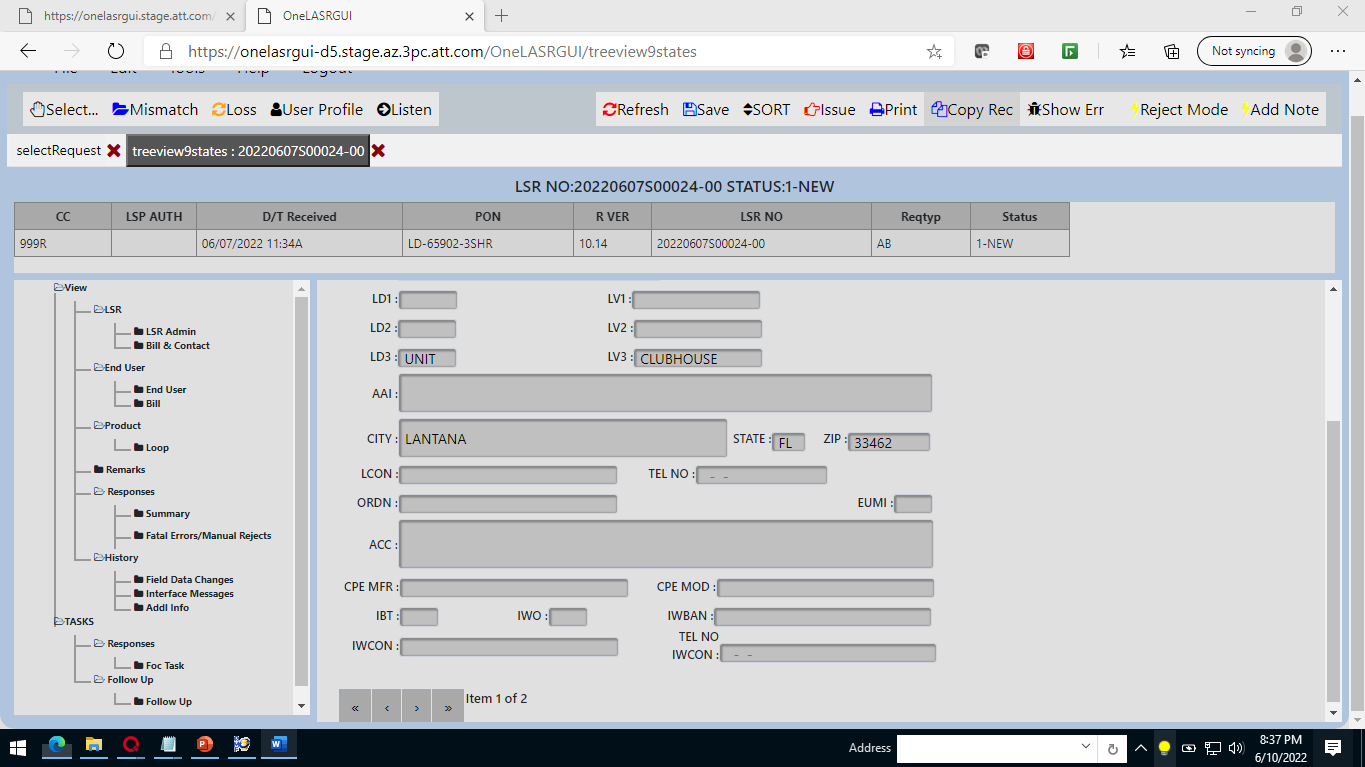 https://onelasrgui.stage.att.com/
OneLASRGUI
https://onelasrgui-d5.stage.az.3pc.att.com/OneLASRGUI/treeview9states
Not syncing
File Edit Tools Help Logout
Select... Mismatch Loss User Profile Listen Refresh Save SORT Issue Print Copy Rec Show Err Reject Mode Add Note
selectRequest treeview9states : 20220607S00024-00
LSR NO:20220607S00024-00 STATUS:1-NEW
CC LSP AUTH D/T Received PON R VER LSR NO Reqtyp Status
999R 06/07/2022 11:34A LD-65902-3SHR 10.14 20220607S00024-00 AB 1-NEW
View
LSR
LSR Admin
Bill & Contact
End User
End User
Bill
Product
Loop
Remarks
Responses
Summary
Fatal Errors/Manual Rejects
History
Field Data Changes
Interface Messages
Addl Info
TASKS
Responses
Foc Task
Follow Up
Follow Up
LD1 : LV1 :
LD2 : LV2 :
LD3 : UNIT LV3 : CLUBHOUSE
AAI :
CITY : LANTANA STATE : FL ZIP : 33462
LCON : TEL NO : - -
ORDN : EUMI :
ACC :
CPE MFR : CPE MOD :
IBT : IWO : IWBAN :
IWCON : TEL NO IWCON : - -
« ‹ › » Item 1 of 2
Address
8:37 PM
6/10/2022